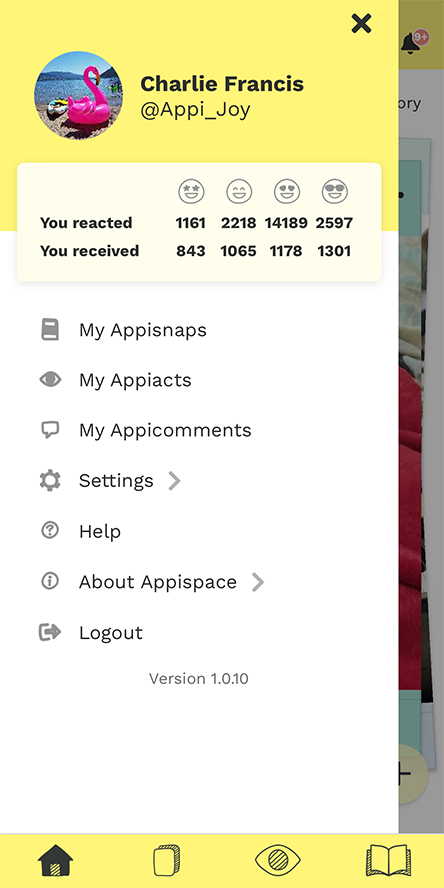 9+
Charlie Francis
@Appi_Joy
ory
You reacted 1161 2218 14189 2597
You received 843 1065 1178 1301
My Appisnaps
My Appiacts
My Appicomments
Settings
Help
About Appispace
Logout
Version 1.0.10